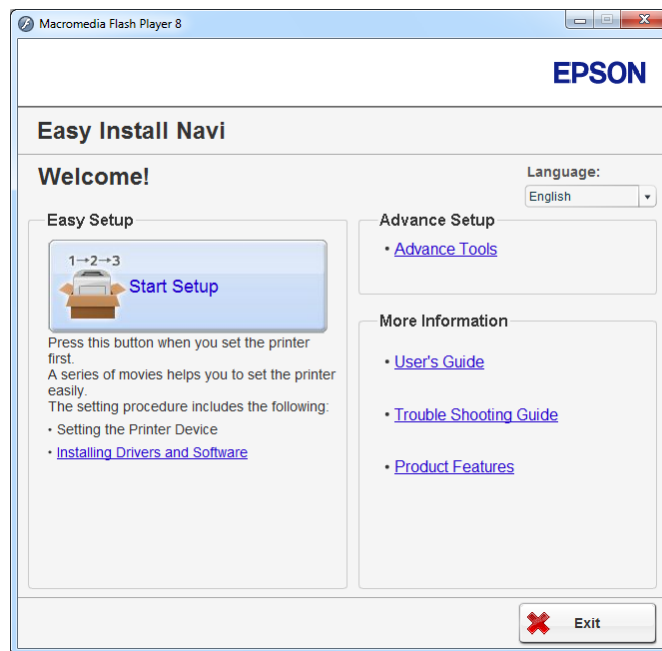 Macromedia Flash Player 8
EPSON
Easy Install Navi
Welcome!
Language:
English
Easy Setup
1→2→3
Start Setup
Press this button when you set the printer
first.
A series of movies helps you to set the printer
easily.
The setting procedure includes the following:
• Setting the Printer Device
• Installing Drivers and Software
Advance Setup
• Advance Tools
More Information
• User's Guide
• Trouble Shooting Guide
• Product Features
Exit